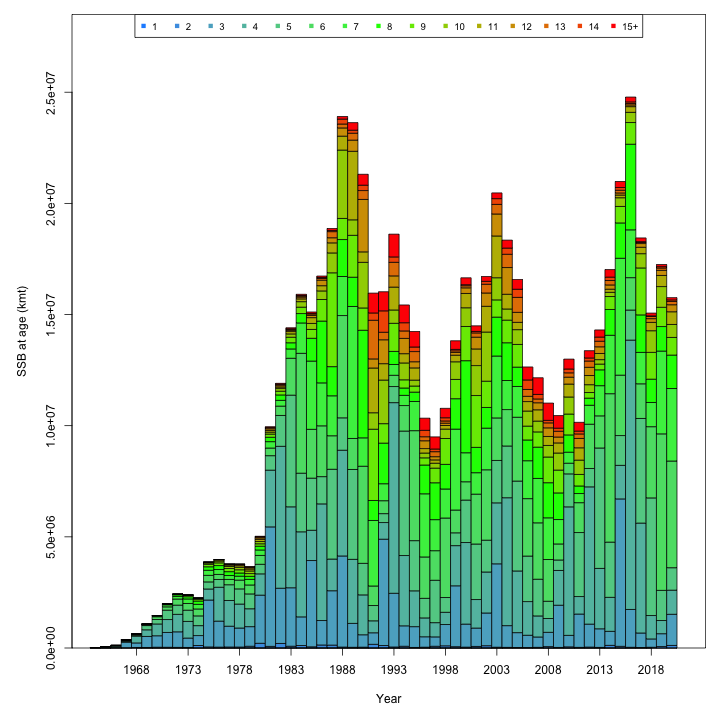 1 2 3 4 5 6 7 8 9 10 11 12 13 14 15+
2.5e+07
2.0e+07
1.5e+07
1.0e+07
5.0e+06
0.0e+00
SSB at age (kmt)
1968 1973 1978 1983 1988 1993 1998 2003 2008 2013 2018
Year